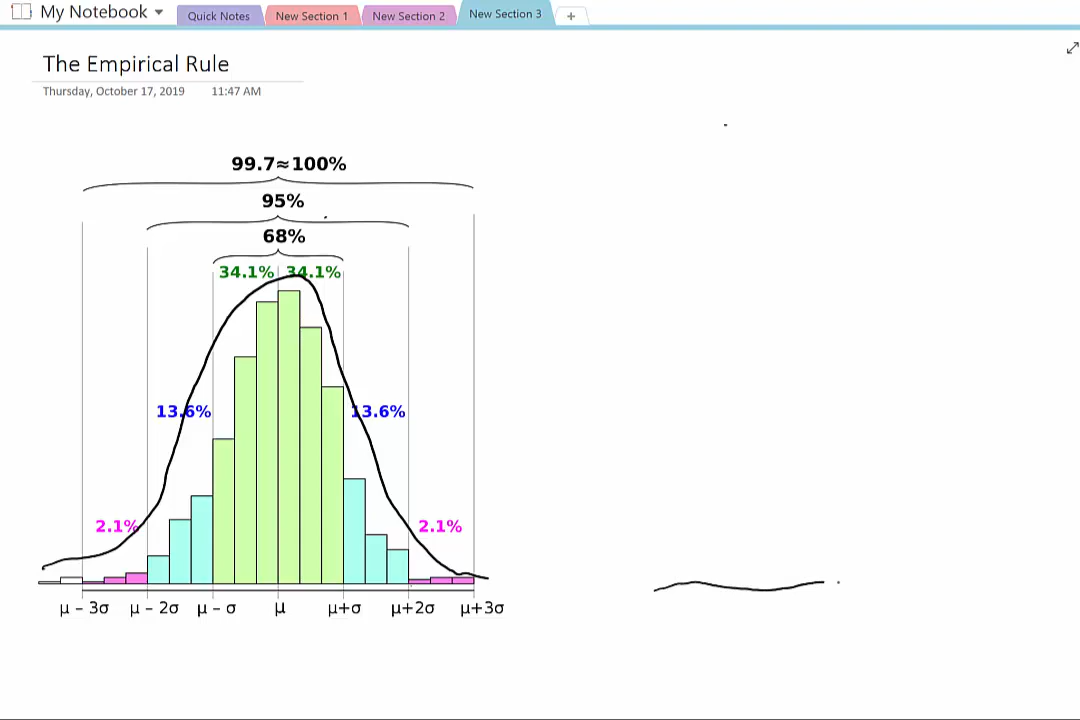 My Notebook
Quick Notes
New Section 1
New Section 2
New Section 3
+
The Empirical Rule
Thursday, October 17, 2019 11:47 AM
99.7≈100%
95%
68%
34.1% 34.1%
13.6% 13.6%
2.1% 2.1%
μ – 3σ μ – 2σ μ – σ μ μ+σ μ+2σ μ+3σ